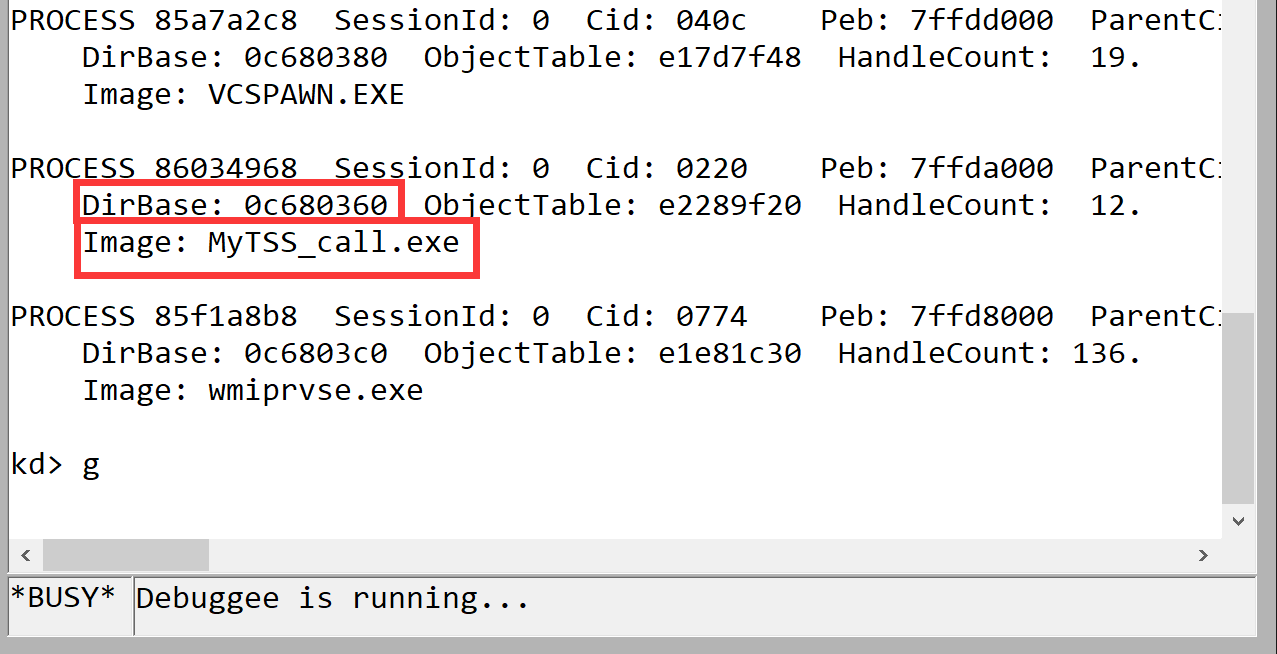 PROCESS 85a7a2c8  SessionId: 0  Cid: 040c    Peb: 7ffdd000  ParentCi
    DirBase: 0c680380  ObjectTable: e17d7f48  HandleCount:  19.
    Image: VCSPAWN.EXE
PROCESS 86034968  SessionId: 0  Cid: 0220    Peb: 7ffda000  ParentCi
    DirBase: 0c680360  ObjectTable: e2289f20  HandleCount:  12.
    Image: MyTSS_call.exe
PROCESS 85f1a8b8  SessionId: 0  Cid: 0774    Peb: 7ffd8000  ParentCi
    DirBase: 0c6803c0  ObjectTable: e1e81c30  HandleCount: 136.
    Image: wmiprvse.exe
kd> g
*BUSY* Debuggee is running...